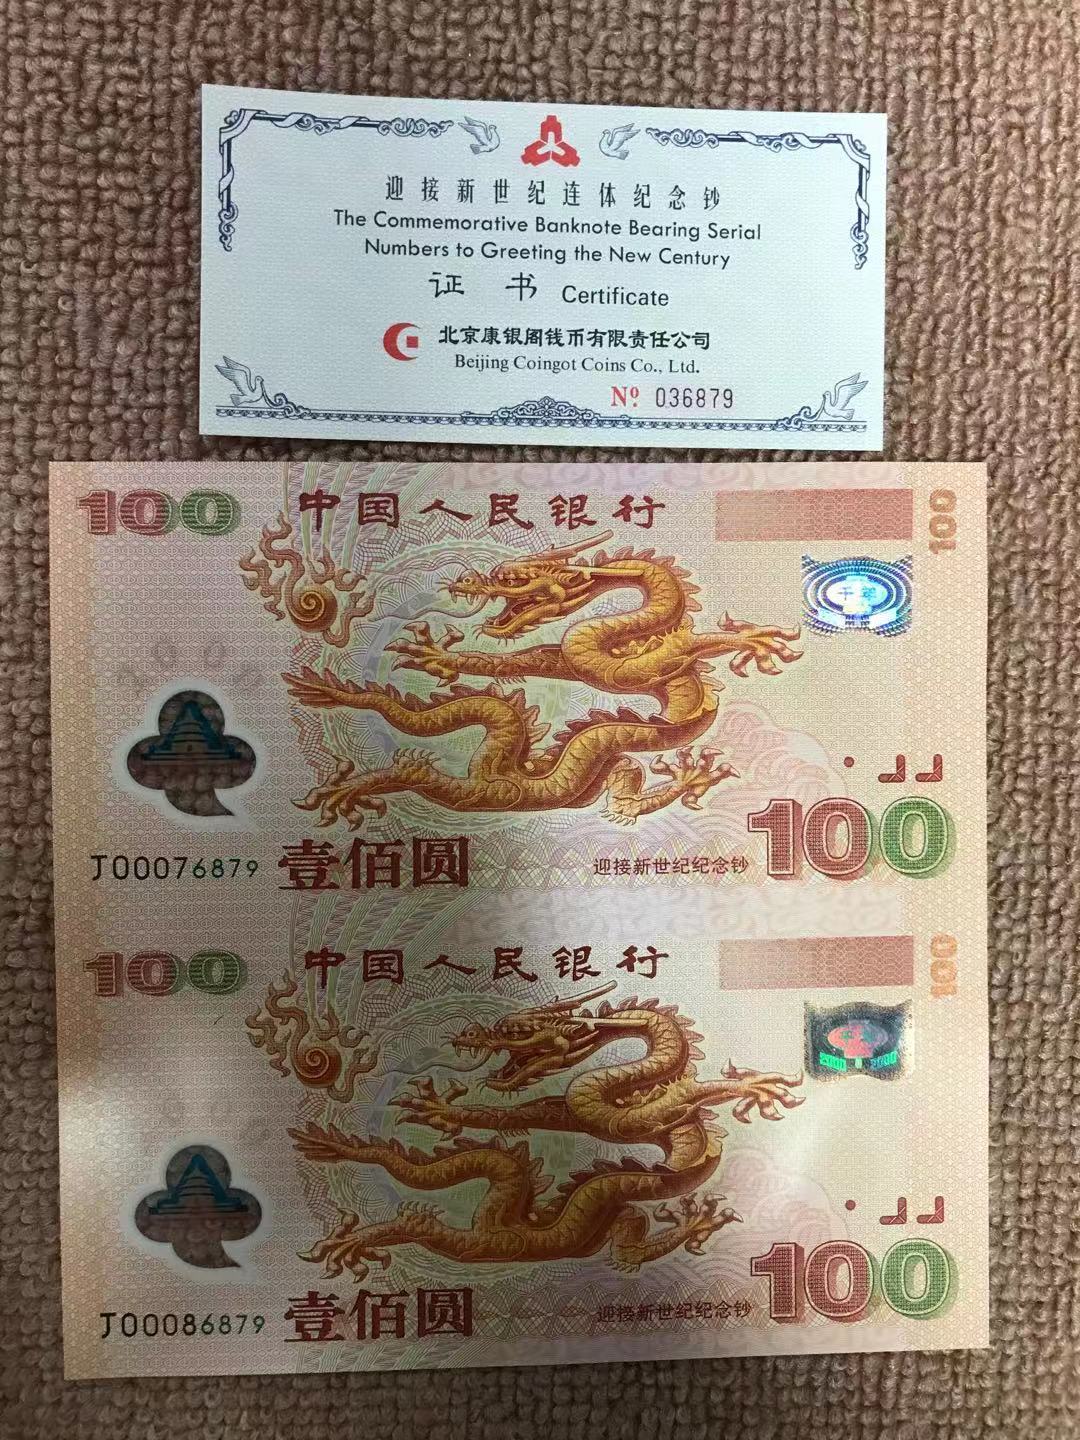 迎接新世纪连体纪念钞
The Commemorative Banknote Bearing Serial
Numbers to Greeting the New Century
证 书 Certificate
北京康银阁钱币有限责任公司
Beijing Coingot Coins Co., Ltd.
Nº 036879
100 中国人民银行 100
千禧
J00076879 壹佰圆 迎接新世纪纪念钞 100
100 中国人民银行 100
2000 2000
J00086879 壹佰圆 迎接新世纪纪念钞 100